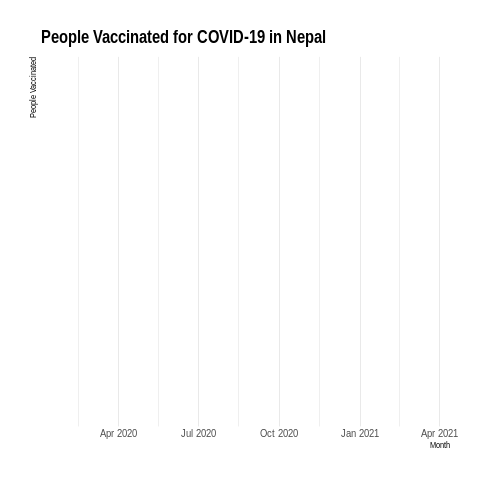 People Vaccinated for COVID-19 in Nepal
People Vaccinated
Apr 2020
Jul 2020
Oct 2020
Jan 2021
Apr 2021
Month